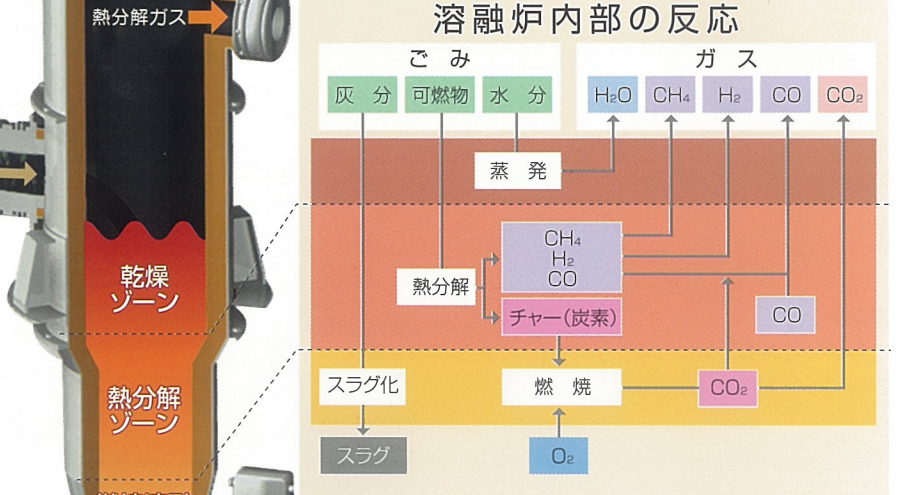 熱分解ガス
溶融炉内部の反応
ごみ
ガス
灰分
可燃物
水分
H₂O
CH₄
H₂
CO
CO₂
蒸発
CH₄
H₂
CO
熱分解
チャー(炭素)
CO
乾燥
ゾーン
スラグ化
燃焼
CO₂
熱分解
ゾーン
スラグ
O₂